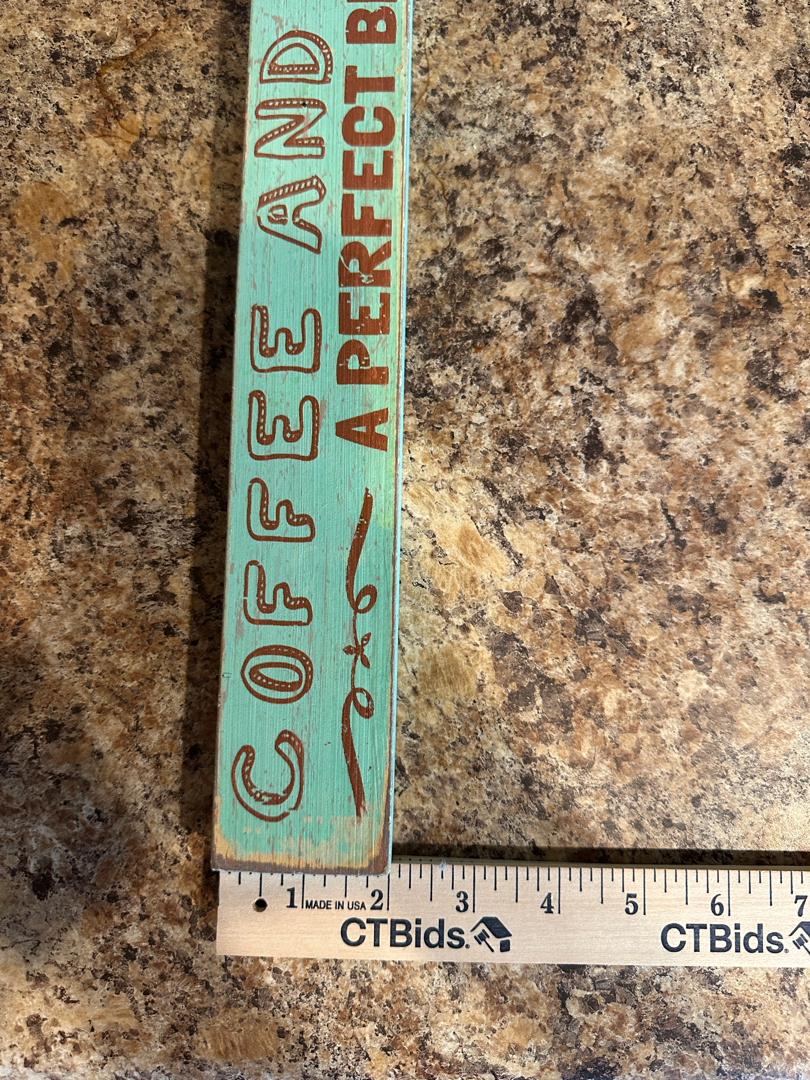 COFFEE AND
A PERFECT B
1 MADE IN USA 2 3 4 5 6 7
CTBids. CTBids.